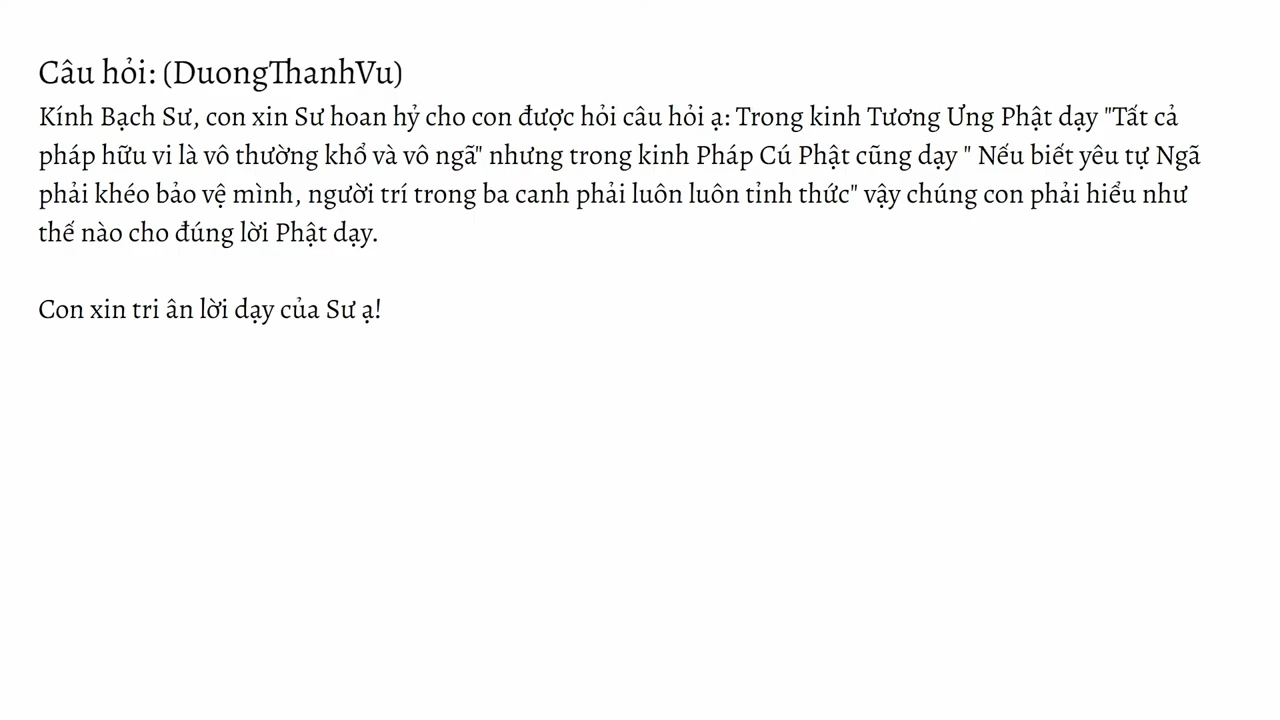 Câu hỏi: (DuongThanhVu)
Kính Bạch Sư, con xin Sư hoan hỷ cho con được hỏi câu hỏi ạ: Trong kinh Tương Ưng Phật dạy "Tất cả
pháp hữu vi là vô thường khổ và vô ngã" nhưng trong kinh Pháp Cú Phật cũng dạy " Nếu biết yêu tự Ngã
phải khéo bảo vệ mình, người trí trong ba canh phải luôn luôn tỉnh thức" vậy chúng con phải hiểu như
thế nào cho đúng lời Phật dạy.
Con xin tri ân lời dạy của Sư ạ!